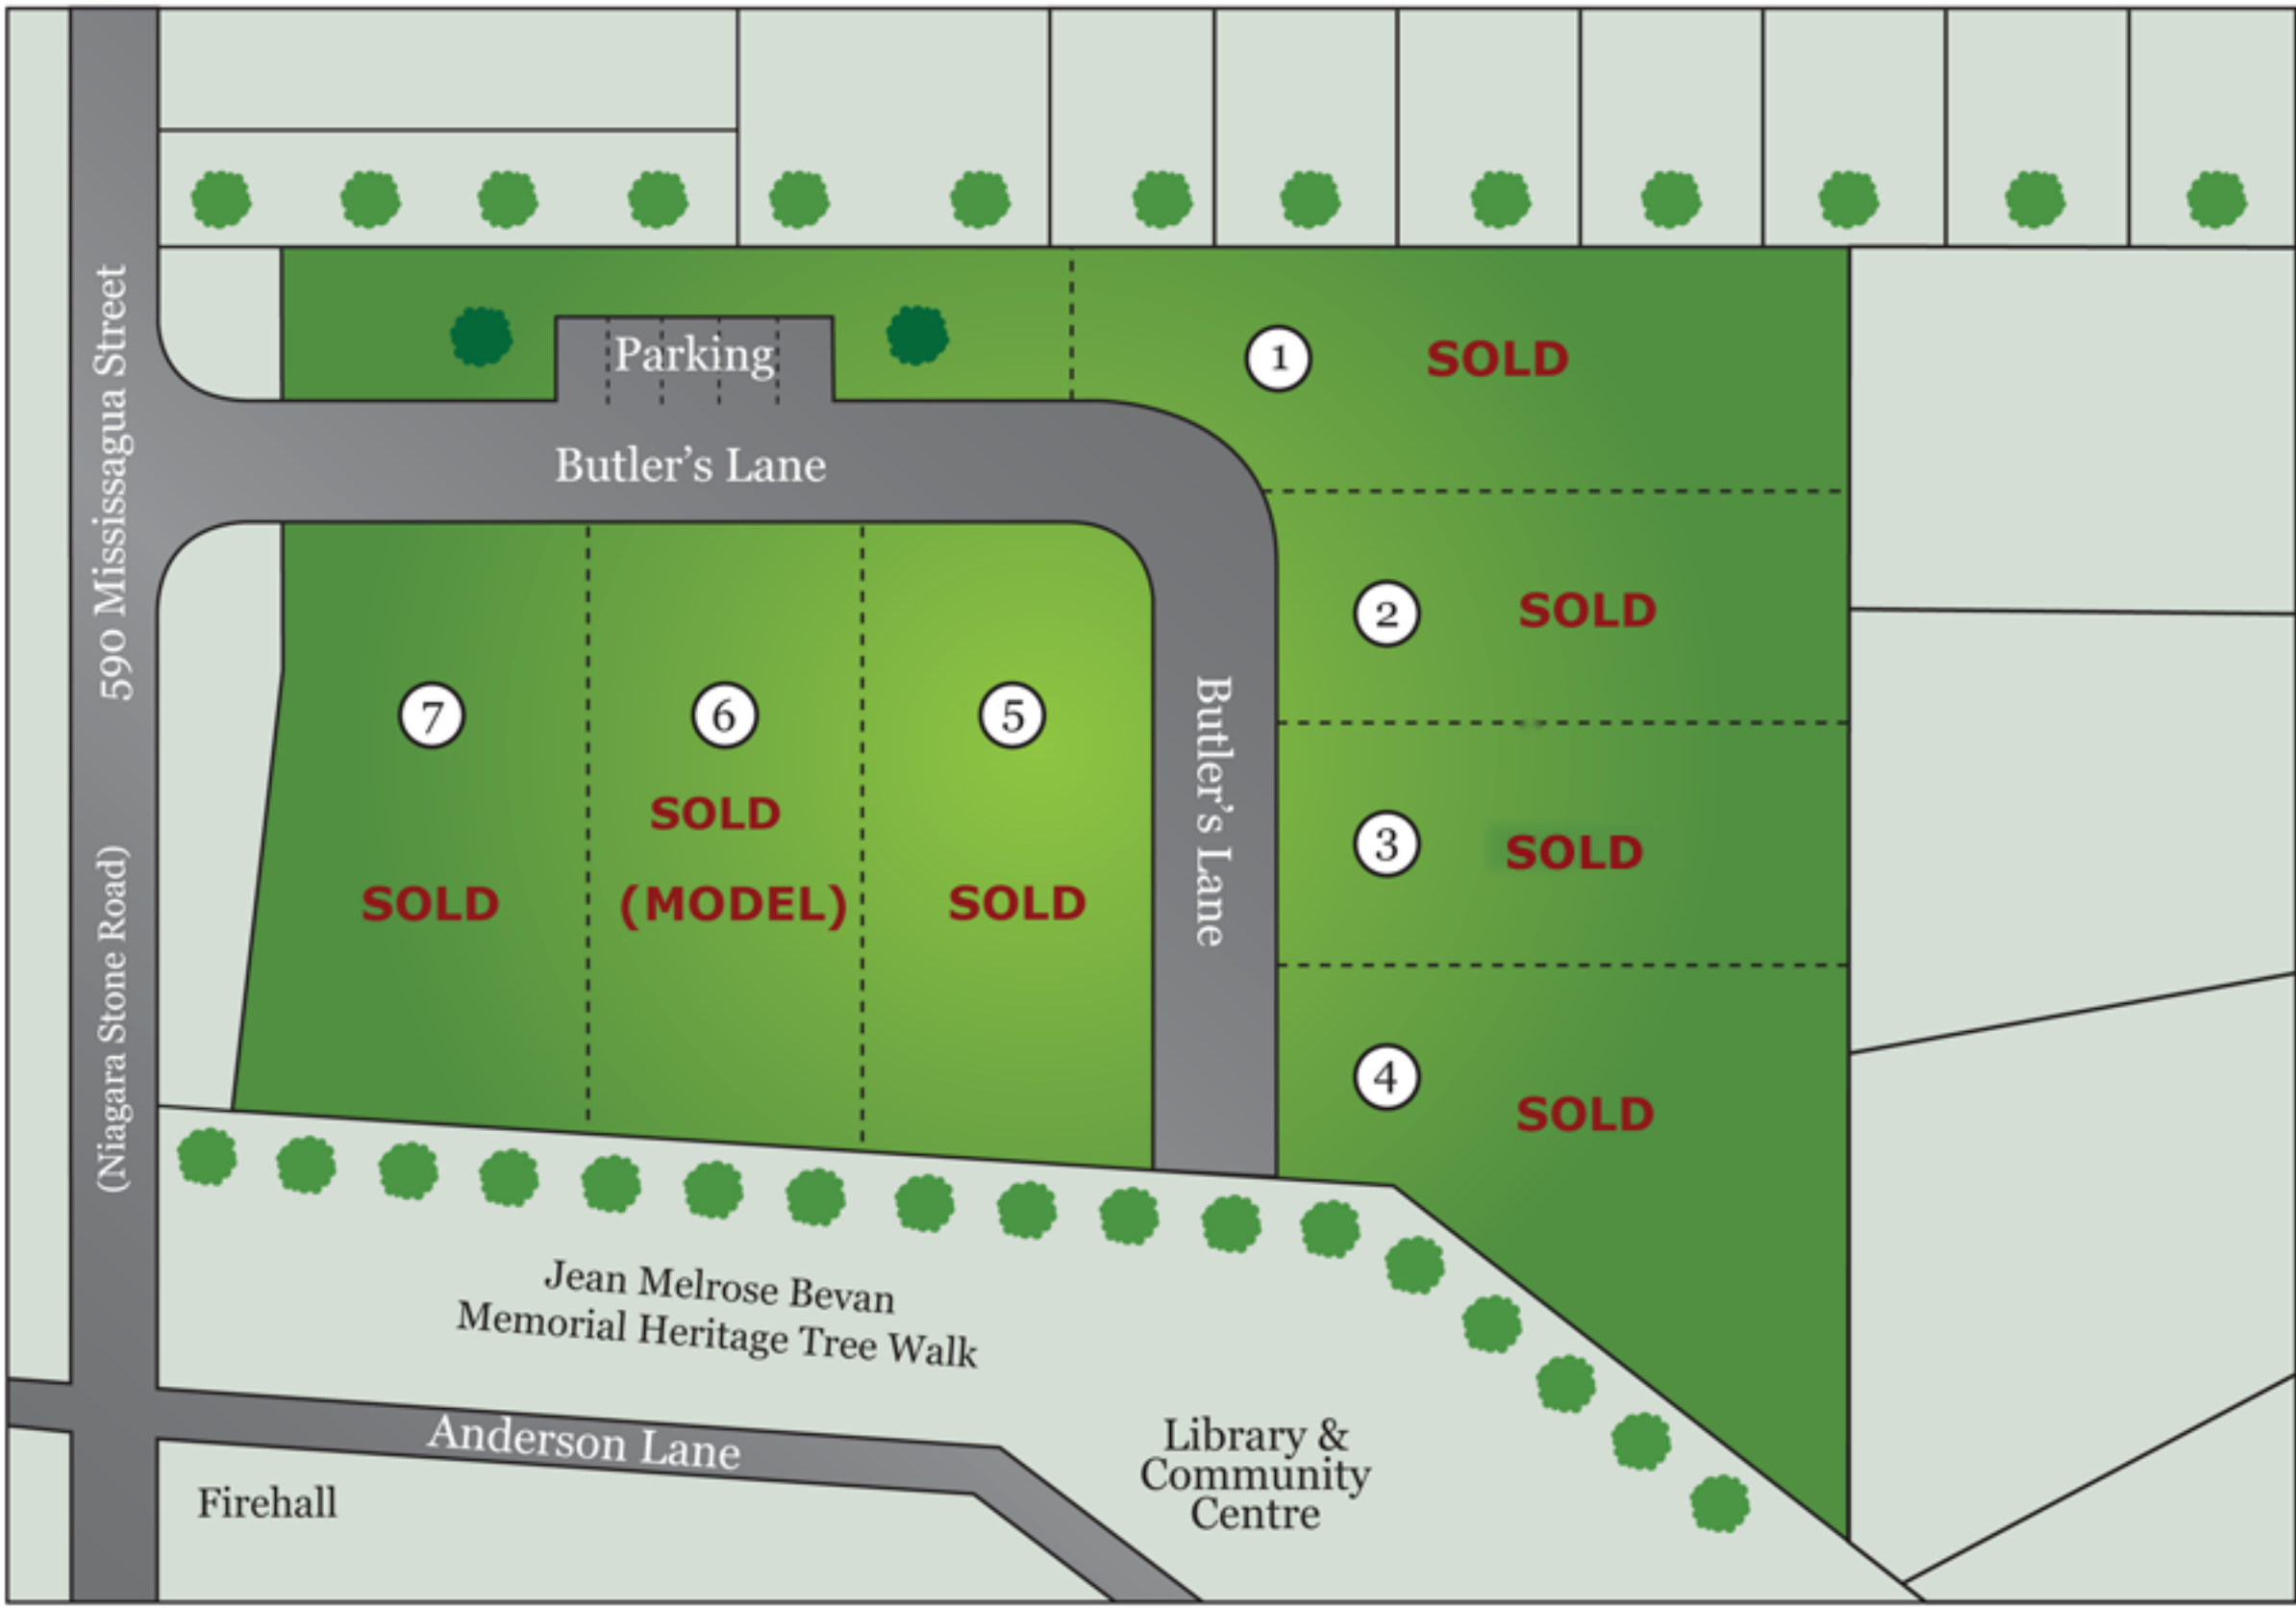 590 Mississagua Street
(Niagara Stone Road)
Parking
Butler’s Lane
1
SOLD
2
SOLD
7
6
5
Butler’s Lane
3
SOLD
SOLD
SOLD
(MODEL)
SOLD
4
SOLD
Jean Melrose Bevan
Memorial Heritage Tree Walk
Anderson Lane
Library &
Community
Centre
Firehall